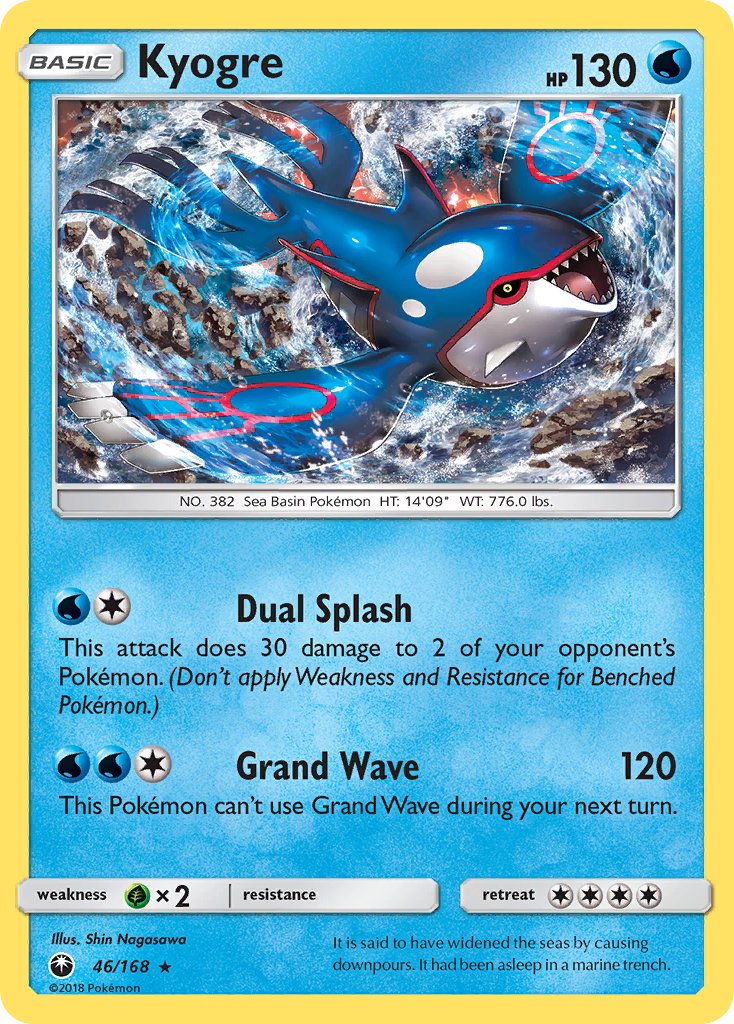 BASIC Kyogre HP 130
NO. 382 Sea Basin Pokémon HT: 14'09" WT: 776.0 lbs.
Dual Splash
This attack does 30 damage to 2 of your opponent's
Pokémon. (Don't apply Weakness and Resistance for Benched
Pokémon.)
Grand Wave 120
This Pokémon can't use Grand Wave during your next turn.
weakness ×2 resistance retreat
Illus. Shin Nagasawa
46/168
©2018 Pokémon
It is said to have widened the seas by causing
downpours. It had been asleep in a marine trench.